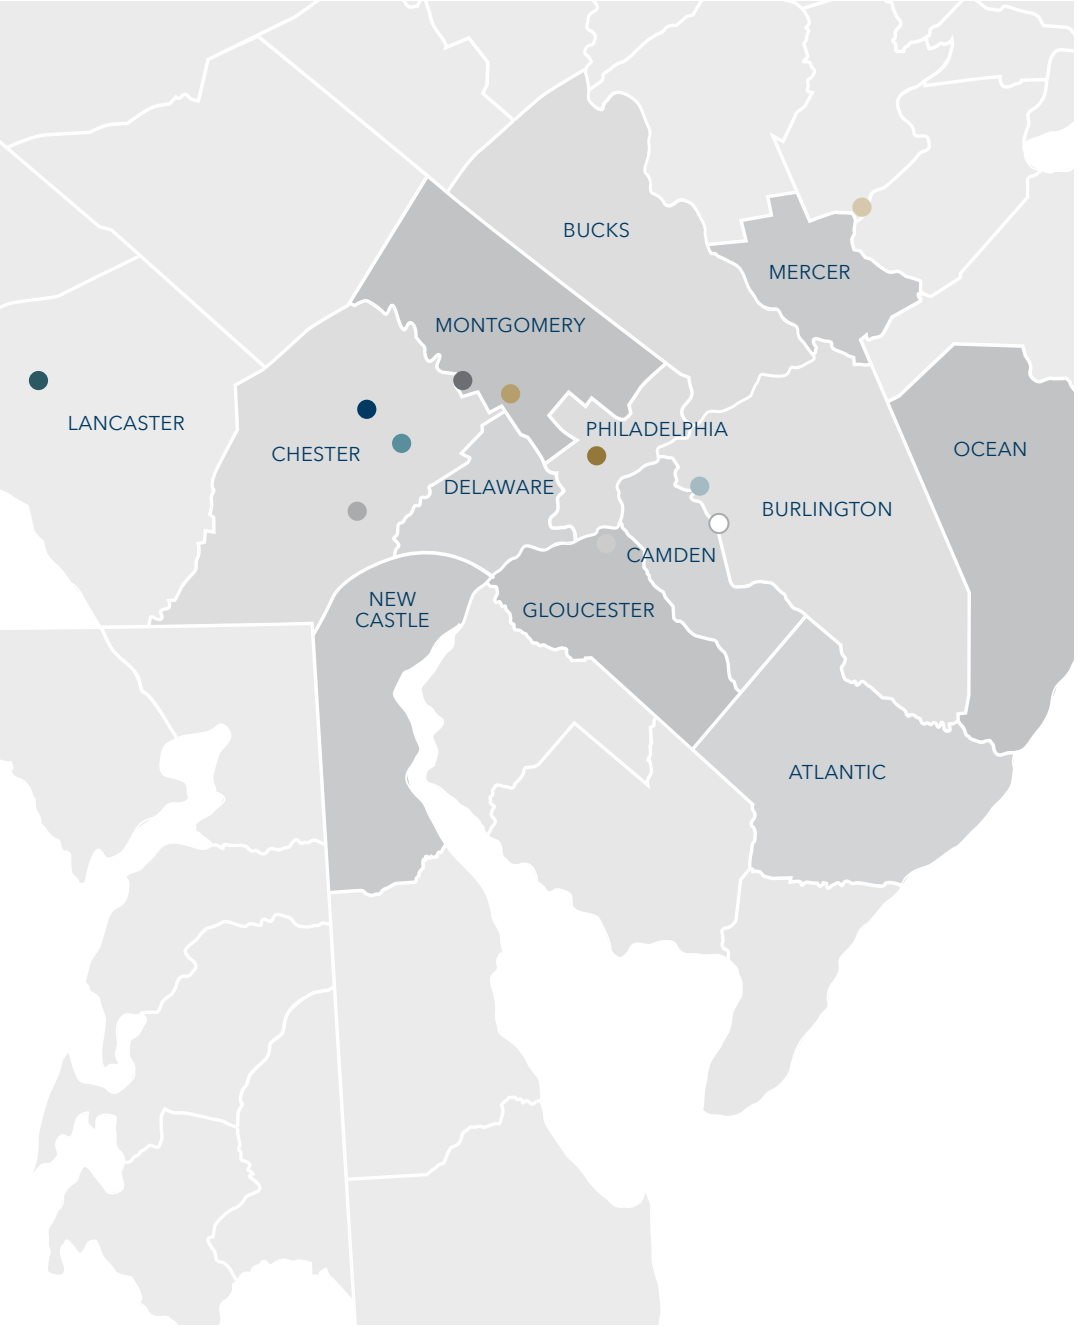 BUCKS
MERCER
MONTGOMERY
LANCASTER
PHILADELPHIA
CHESTER
OCEAN
DELAWARE
BURLINGTON
CAMDEN
NEW
CASTLE
GLOUCESTER
ATLANTIC